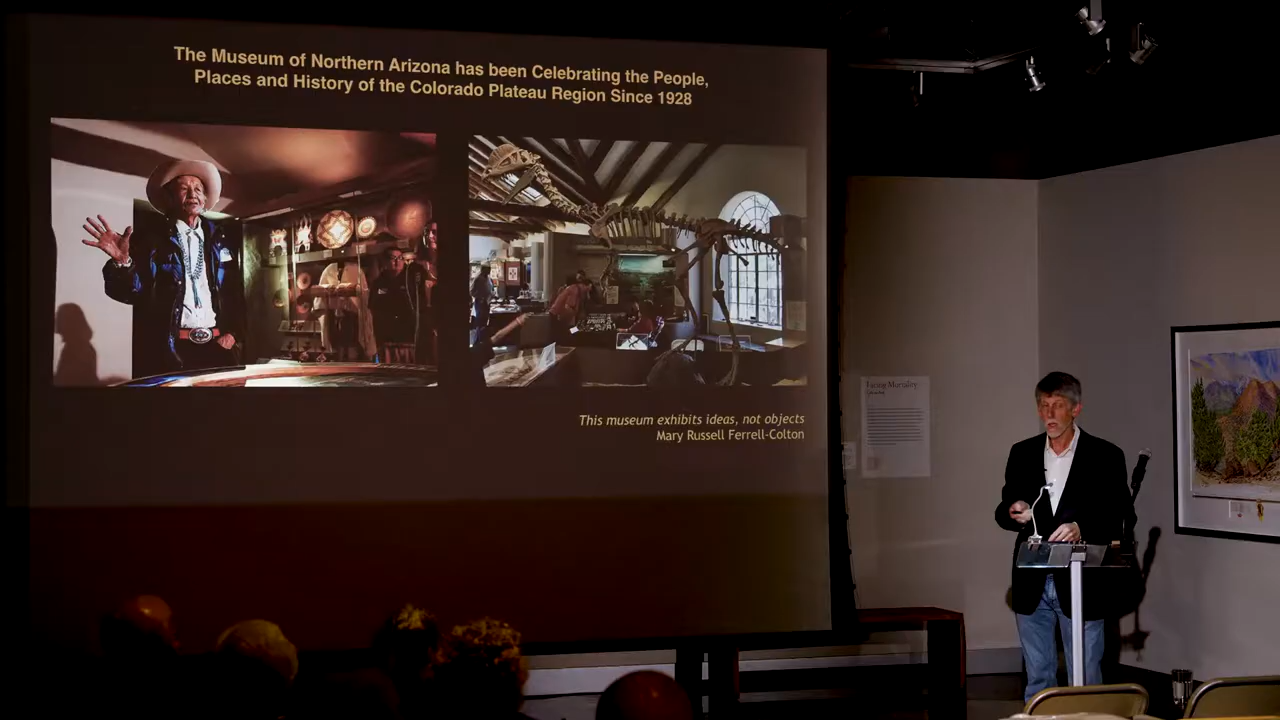 The Museum of Northern Arizona has been Celebrating the People,
Places and History of the Colorado Plateau Region Since 1928
This museum exhibits ideas, not objects
Mary Russell Ferrell-Colton
Facing Mortality